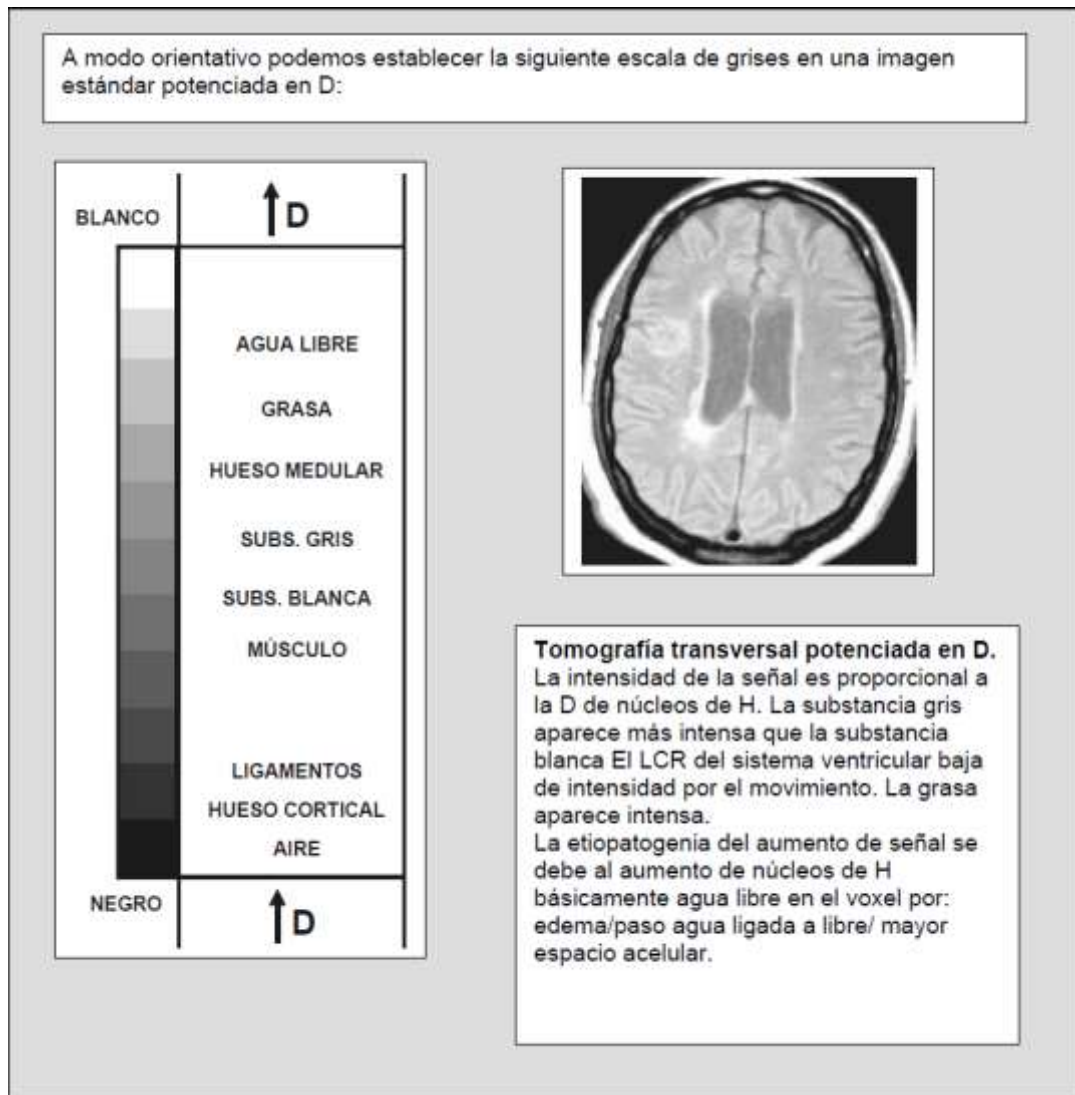 A modo orientativo podemos establecer la siguiente escala de grises en una imagen
estándar potenciada en D:
BLANCO
D
AGUA LIBRE
GRASA
HUESO MEDULAR
SUBS. GRIS
SUBS. BLANCA
MÚSCULO
LIGAMENTOS
HUESO CORTICAL
AIRE
NEGRO
D
Tomografía transversal potenciada en D.
La intensidad de la señal es proporcional a
la D de núcleos de H. La substancia gris
aparece más intensa que la substancia
blanca El LCR del sistema ventricular baja
de intensidad por el movimiento. La grasa
aparece intensa.
La etiopatogenia del aumento de señal se
debe al aumento de núcleos de H
básicamente agua libre en el voxel por:
edema/paso agua ligada a libre/ mayor
espacio acelular.